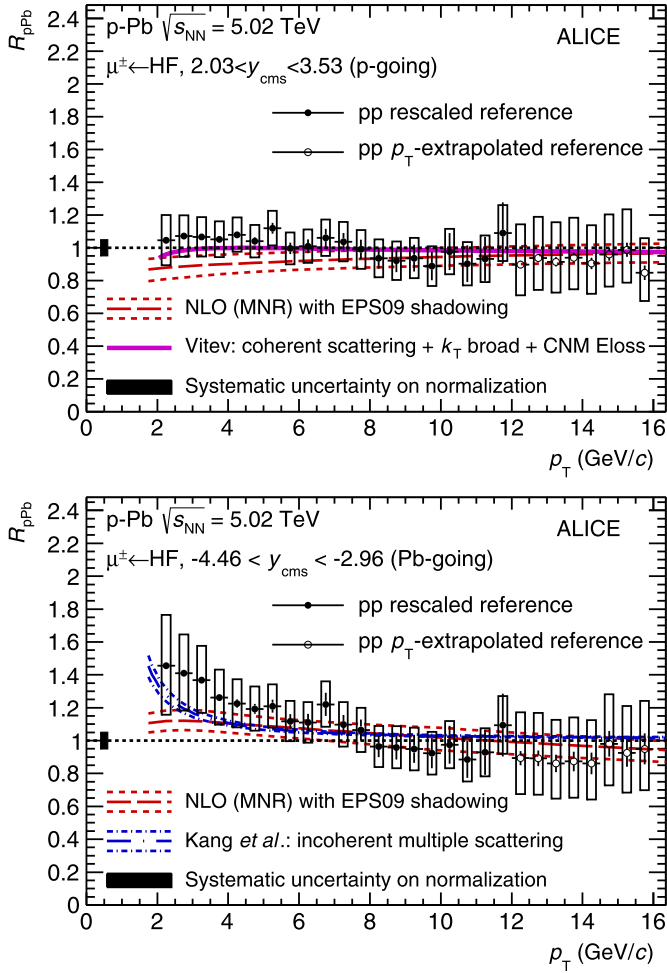 R_pPb
2.4
2.2
2
1.8
1.6
1.4
1.2
1
0.8
0.6
0.4
0.2
0
p-Pb √s_NN = 5.02 TeV
ALICE
μ±←HF, 2.03<y_cms<3.53 (p-going)
pp rescaled reference
pp p_T-extrapolated reference
NLO (MNR) with EPS09 shadowing
Vitev: coherent scattering + k_T broad + CNM Eloss
Systematic uncertainty on normalization
0 2 4 6 8 10 12 14 16
p_T (GeV/c)
R_pPb
2.4
2.2
2
1.8
1.6
1.4
1.2
1
0.8
0.6
0.4
0.2
0
p-Pb √s_NN = 5.02 TeV
ALICE
μ±←HF, -4.46 < y_cms < -2.96 (Pb-going)
pp rescaled reference
pp p_T-extrapolated reference
NLO (MNR) with EPS09 shadowing
Kang et al.: incoherent multiple scattering
Systematic uncertainty on normalization
0 2 4 6 8 10 12 14 16
p_T (GeV/c)